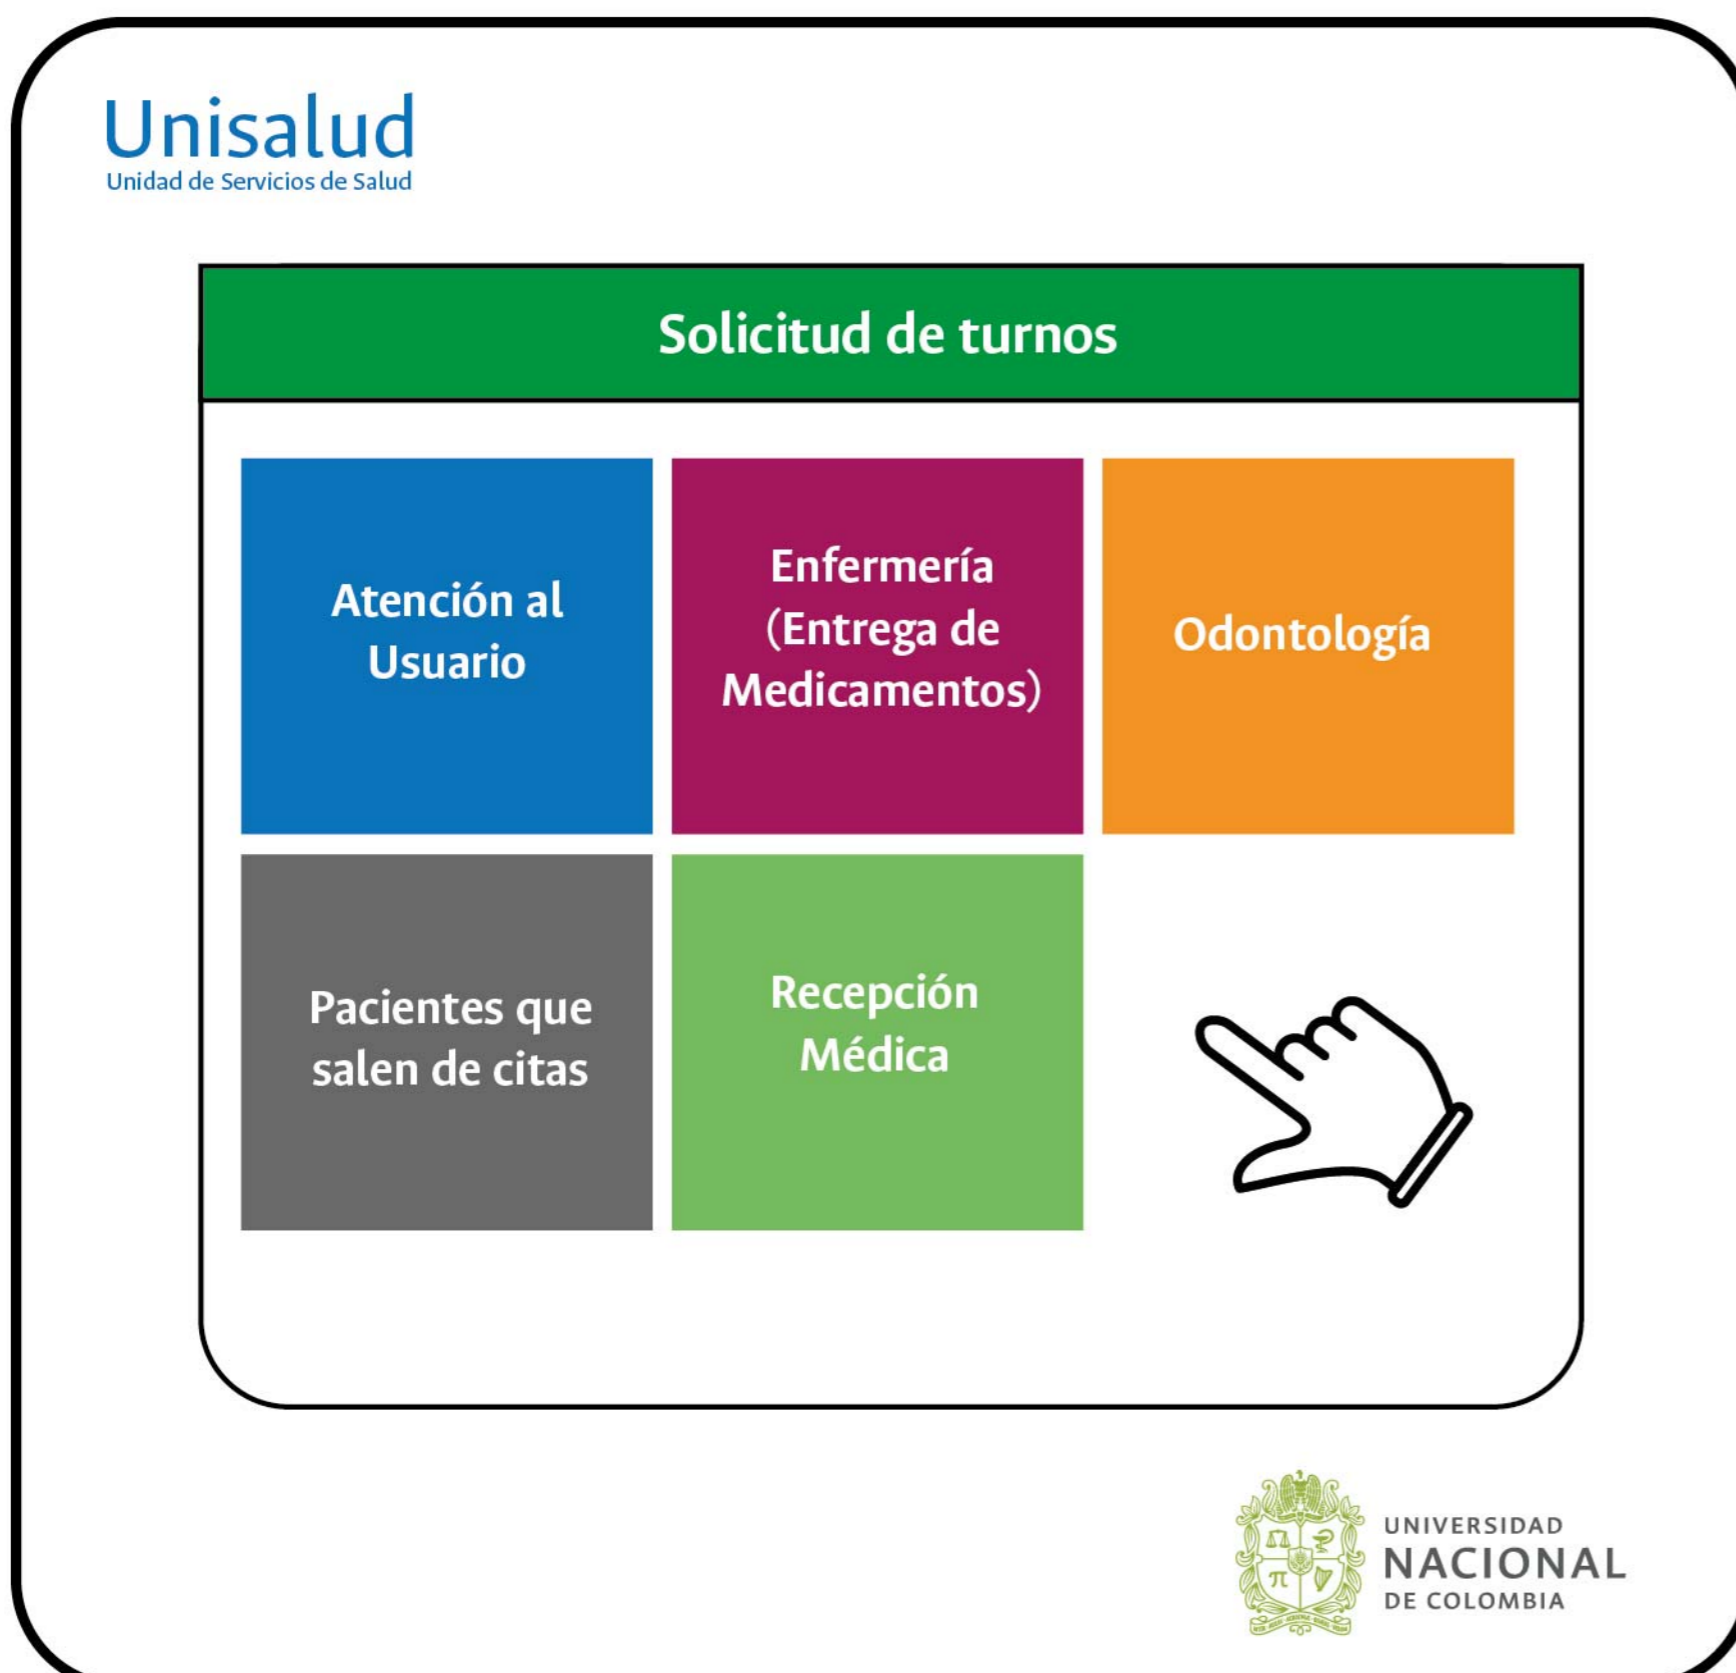 Unisalud
Unidad de Servicios de Salud
Solicitud de turnos
Atención al
Usuario
Enfermería
(Entrega de
Medicamentos)
Odontología
Pacientes que
salen de citas
Recepción
Médica
UNIVERSIDAD
NACIONAL
DE COLOMBIA